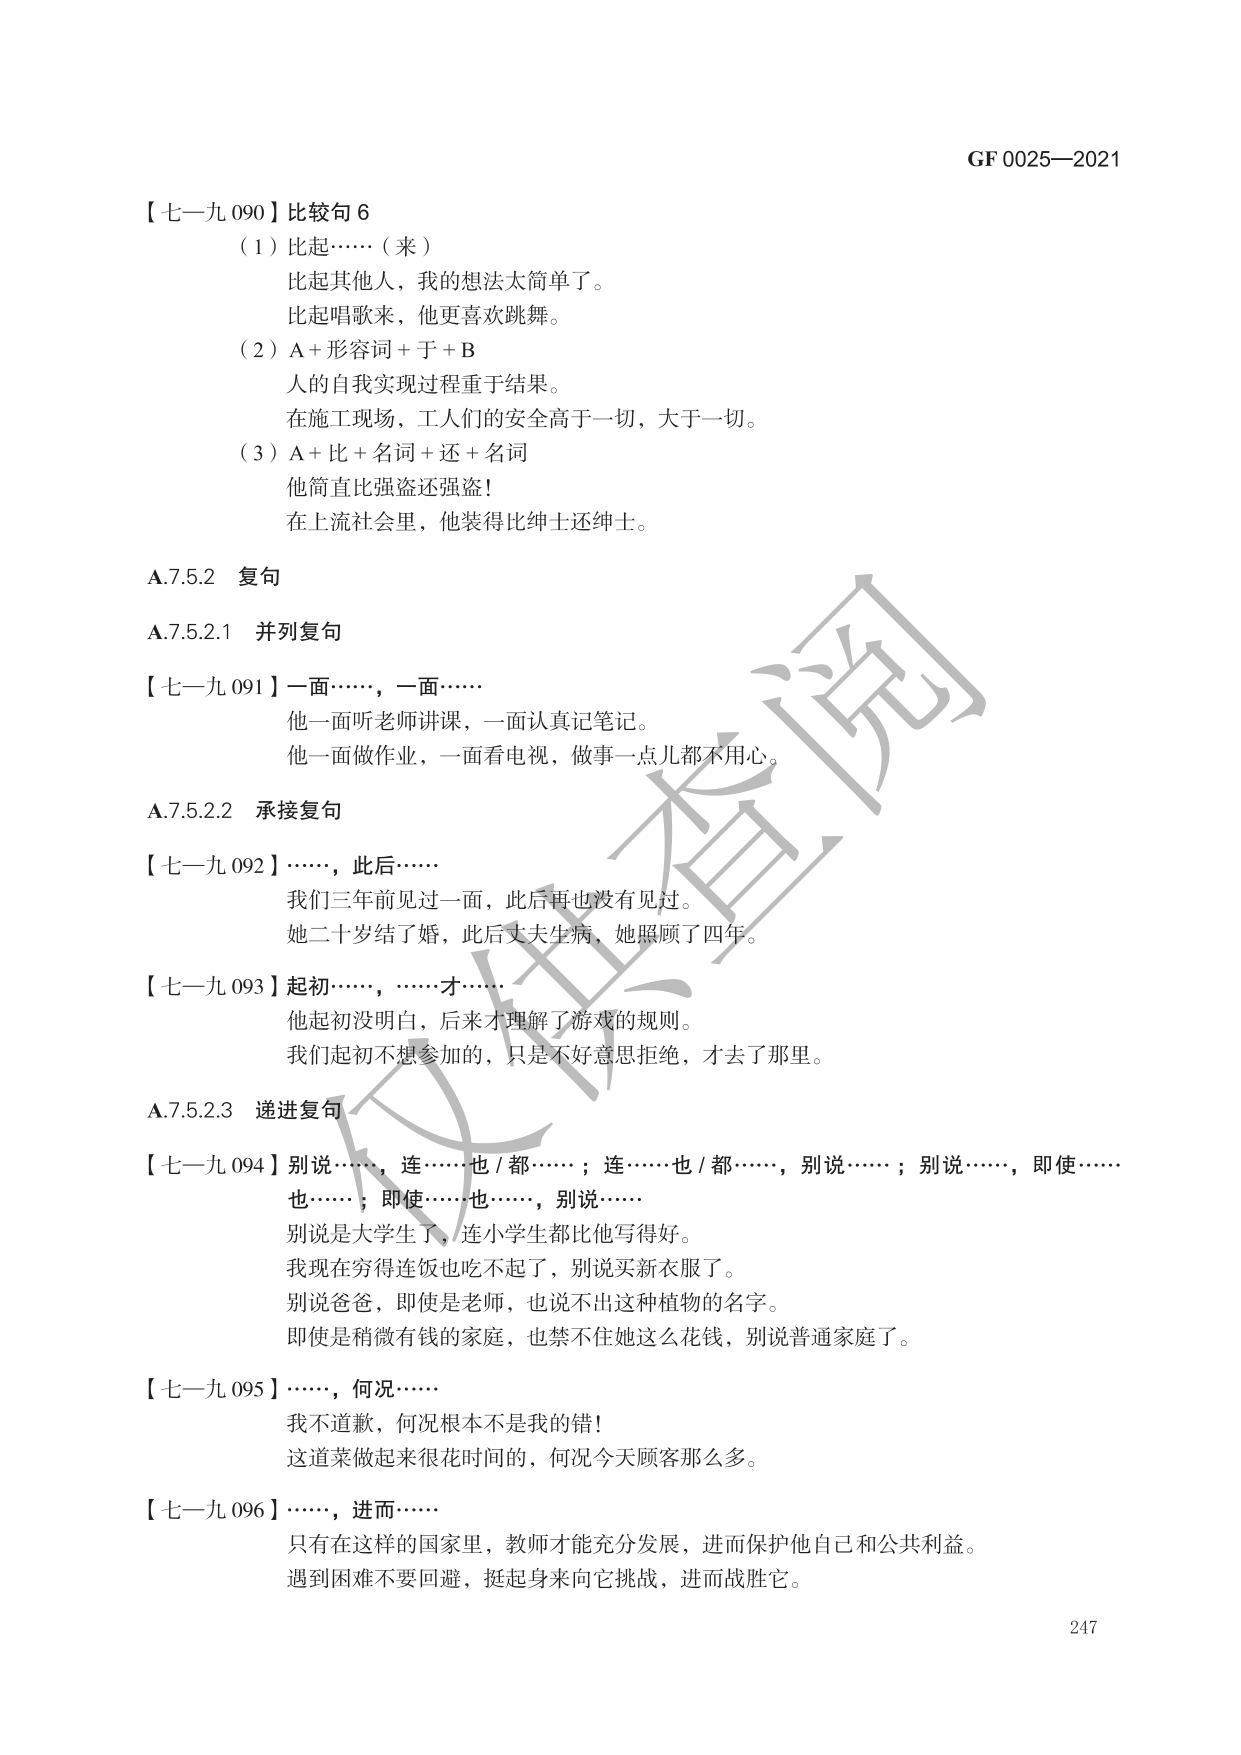 GF 0025—2021
【七—九 090】比较句 6
（1）比起……（来）
比起其他人，我的想法太简单了。
比起唱歌来，他更喜欢跳舞。
（2）A + 形容词 + 于 + B
人的自我实现过程重于结果。
在施工现场，工人们的安全高于一切，大于一切。
（3）A + 比 + 名词 + 还 + 名词
他简直比强盗还强盗！
在上流社会里，他装得比绅士还绅士。
A.7.5.2 复句
A.7.5.2.1 并列复句
【七—九 091】一面……，一面……
他一面听老师讲课，一面认真记笔记。
他一面做作业，一面看电视，做事一点儿都不用心。
A.7.5.2.2 承接复句
【七—九 092】……，此后……
我们三年前见过一面，此后再也没有见过。
她二十岁结了婚，此后丈夫生病，她照顾了四年。
【七—九 093】起初……，……才……
他起初没明白，后来才理解了游戏的规则。
我们起初不想参加的，只是不好意思拒绝，才去了那里。
A.7.5.2.3 递进复句
【七—九 094】别说……，连……也 / 都……；连……也 / 都……，别说……；别说……，即使……
也……；即使……也……，别说……
别说是大学生了，连小学生都比他写得好。
我现在穷得连饭也吃不起了，别说买新衣服了。
别说爸爸，即使是老师，也说不出这种植物的名字。
即使是稍微有钱的家庭，也禁不住她这么花钱，别说普通家庭了。
【七—九 095】……，何况……
我不道歉，何况根本不是我的错！
这道菜做起来很花时间的，何况今天顾客那么多。
【七—九 096】……，进而……
只有在这样的国家里，教师才能充分发展，进而保护他自己和公共利益。
遇到困难不要回避，挺起身来向它挑战，进而战胜它。
247
仅供查阅